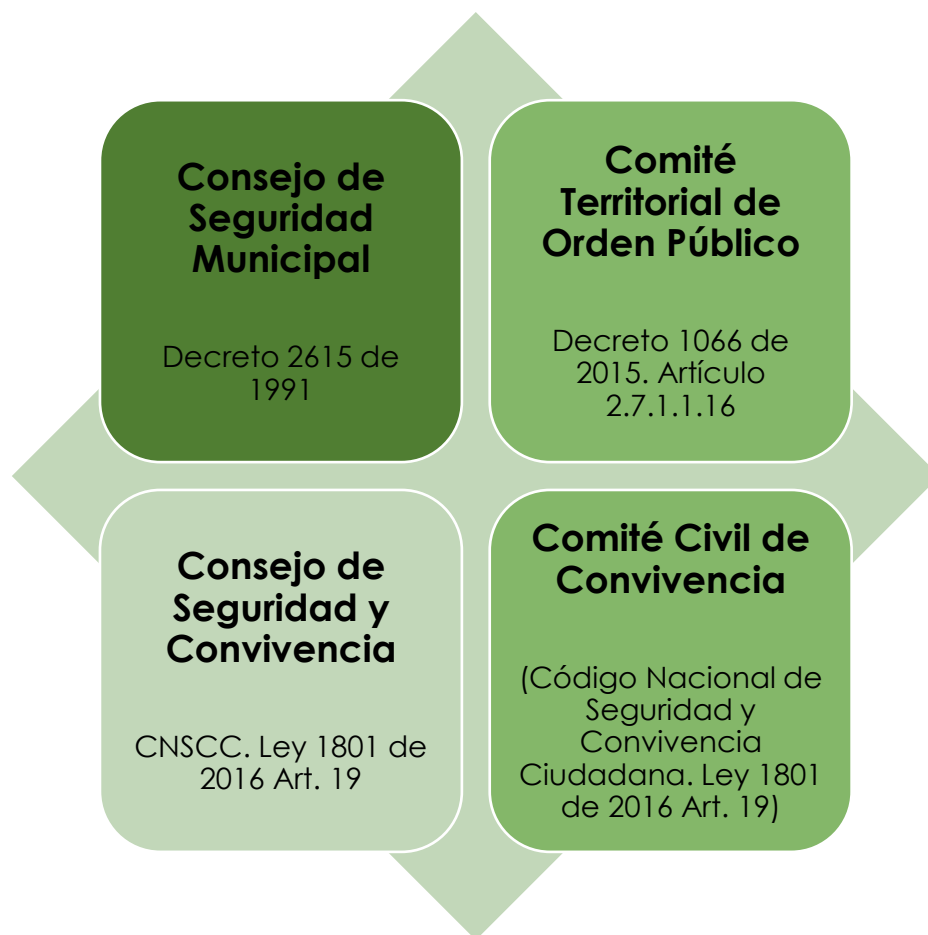 Consejo de
Seguridad
Municipal
Decreto 2615 de
1991
Comité
Territorial de
Orden Público
Decreto 1066 de
2015. Artículo
2.7.1.1.16
Consejo de
Seguridad y
Convivencia
CNSCC. Ley 1801 de
2016 Art. 19
Comité Civil de
Convivencia
(Código Nacional de
Seguridad y
Convivencia
Ciudadana. Ley 1801
de 2016 Art. 19)